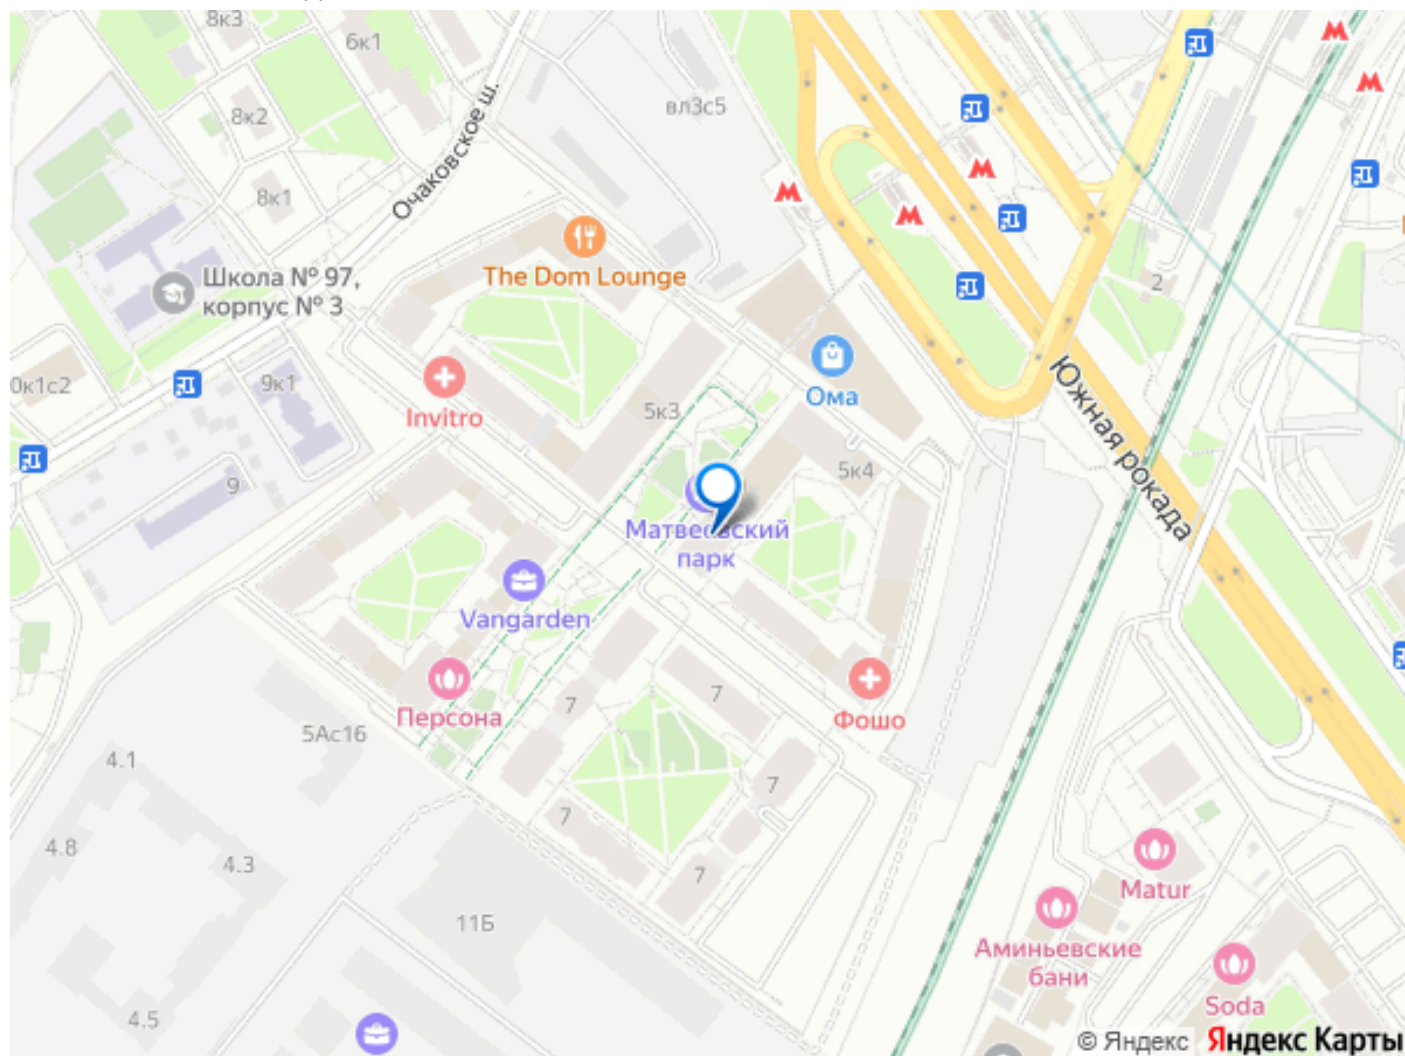 8к3
6к1
8к2
вл3с5
8к1
Очаковское ш.
The Dom Lounge
Школа № 97,
корпус № 3
2
0к1с2
9к1
Invitro
5к3
Ома
Южная рокада
9
5к4
Матвеевский
парк
Vangarden
Персона
7
7
Фошо
5Ас16
4.1
7
7
4.8
4.3
7
Matur
11Б
Аминьевские
бани
Soda
4.5
© Яндекс Яндекс Карты